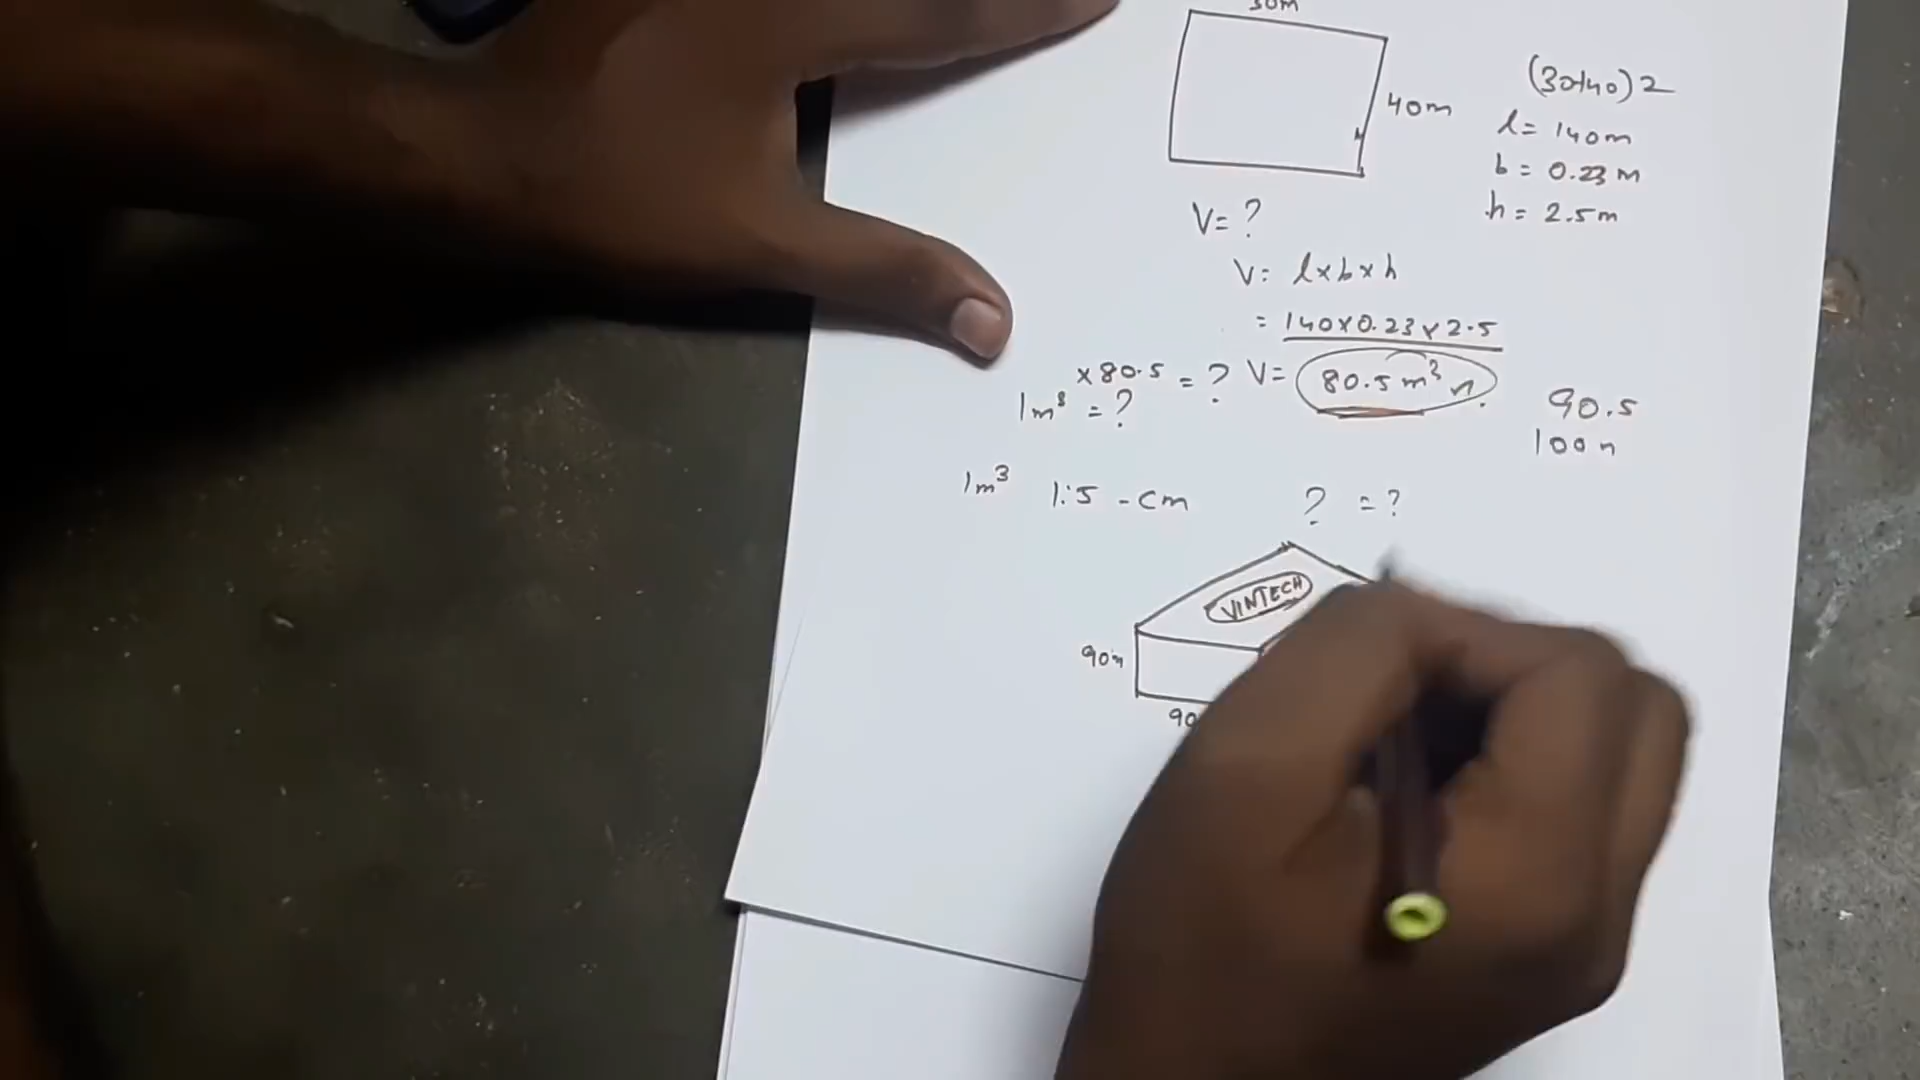 30m
40m
(30+40)2
l = 140m
b = 0.23 m
h = 2.5m
V= ?
V= l×b×h
= 140×0.23×2.5
×80.5 = ?
V= 80.5m³
1m³ = ?
90.5
100
1m³ 1:5 - cm ? = ?
VINTECH
90
90